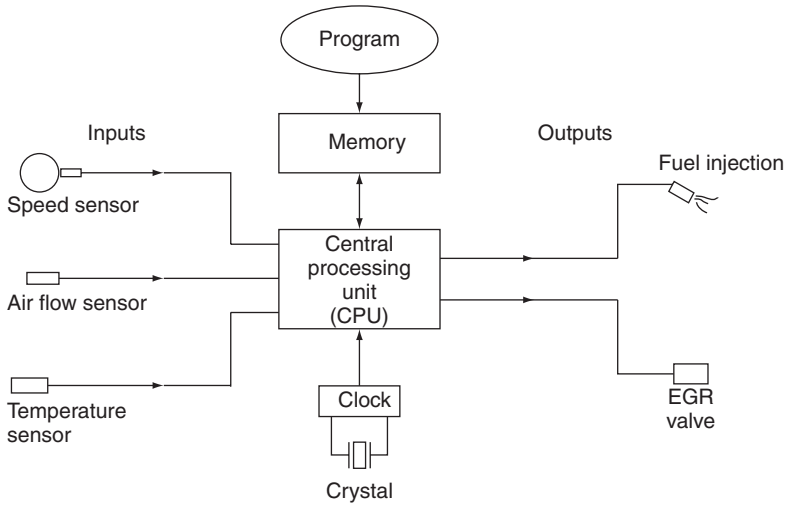 Program
Inputs
Memory
Outputs
Fuel injection
Speed sensor
Central
processing
unit
(CPU)
Air flow sensor
Temperature
sensor
Clock
EGR
valve
Crystal